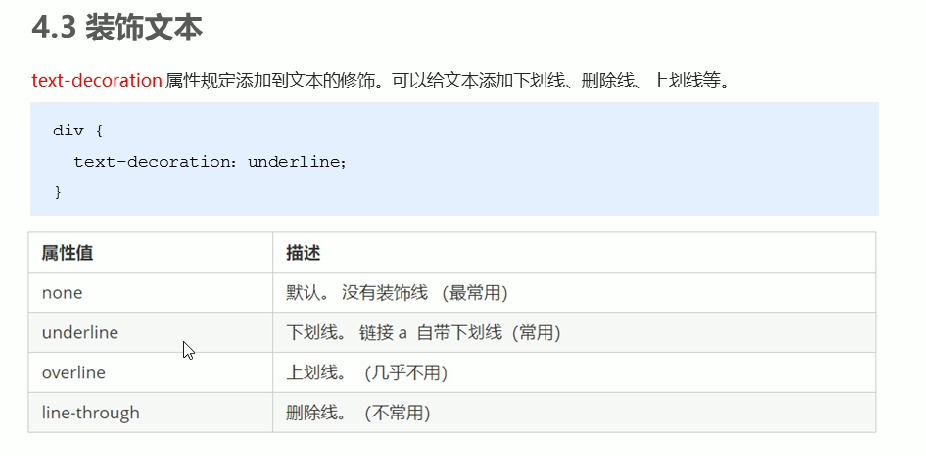 4.3 装饰文本
text-decoration属性规定添加到文本的修饰。可以给文本添加下划线、删除线、上划线等。
div {
  text-decoration: underline;
}
属性值 描述
none 默认。 没有装饰线 (最常用)
underline 下划线。 链接 a 自带下划线 (常用)
overline 上划线。 (几乎不用)
line-through 删除线。 (不常用)